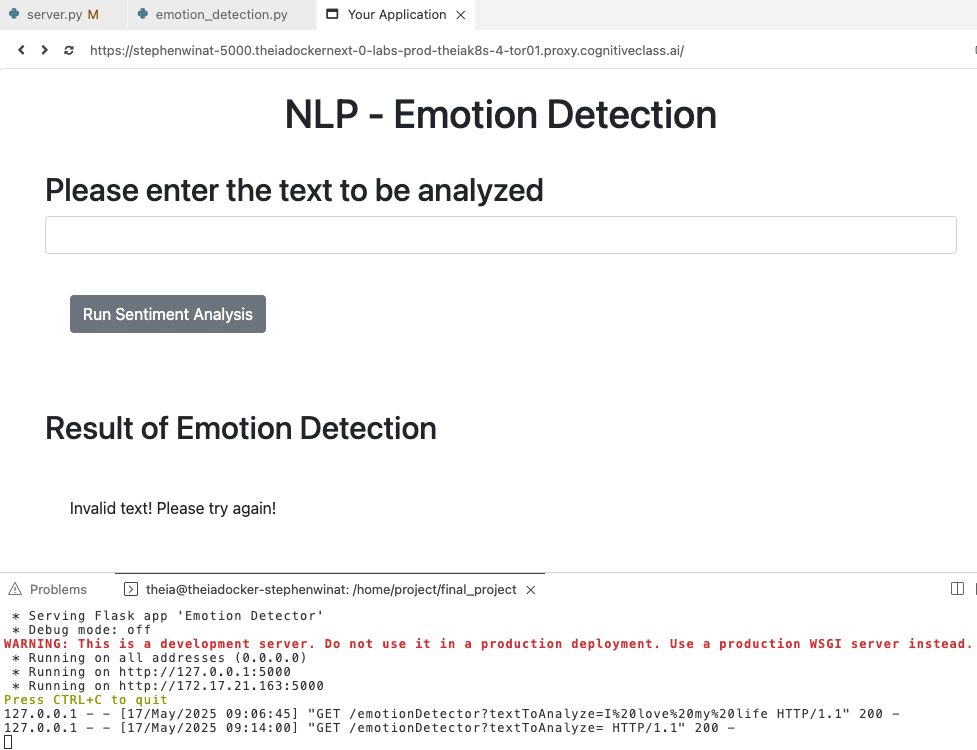 server.py M emotion_detection.py Your Application
https://stephenwinat-5000.theiadockernext-0-labs-prod-theiak8s-4-tor01.proxy.cognitiveclass.ai/
NLP - Emotion Detection
Please enter the text to be analyzed
Run Sentiment Analysis
Result of Emotion Detection
Invalid text! Please try again!
Problems theia@theiadocker-stephenwinat: /home/project/final_project
* Serving Flask app 'Emotion Detector'
* Debug mode: off
WARNING: This is a development server. Do not use it in a production deployment. Use a production WSGI server instead.
* Running on all addresses (0.0.0.0)
* Running on http://127.0.0.1:5000
* Running on http://172.17.21.163:5000
Press CTRL+C to quit
127.0.0.1 - - [17/May/2025 09:06:45] "GET /emotionDetector?textToAnalyze=I%20love%20my%20life HTTP/1.1" 200 -
127.0.0.1 - - [17/May/2025 09:14:00] "GET /emotionDetector?textToAnalyze= HTTP/1.1" 200 -